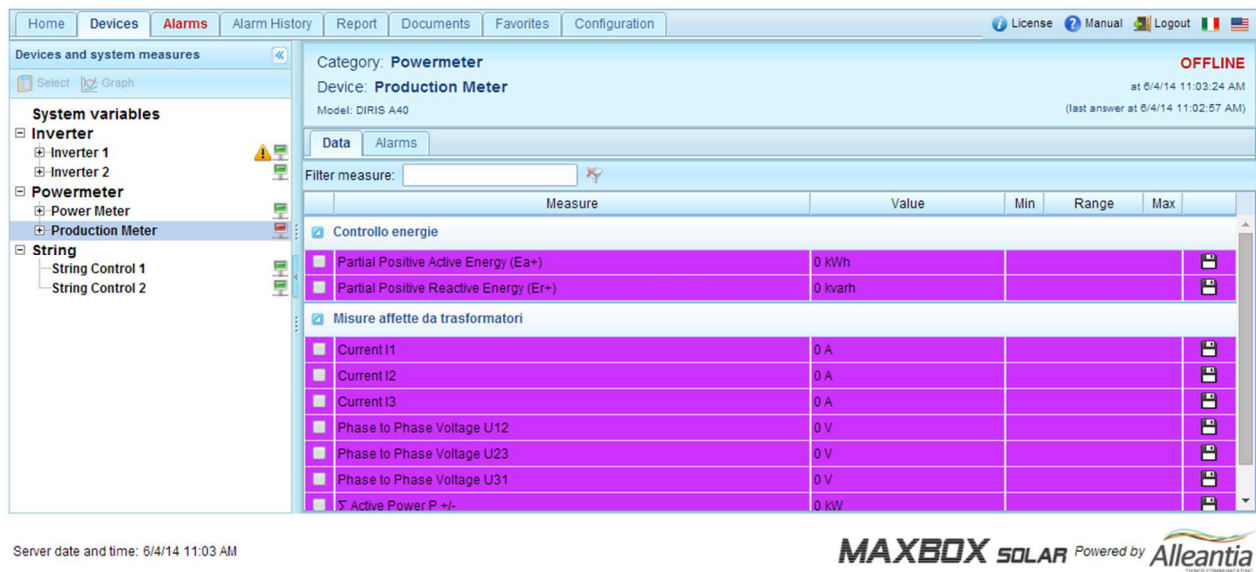 Home Devices Alarms Alarm History Report Documents Favorites Configuration License Manual Logout
Devices and system measures
Select Graph
System variables
Inverter
Inverter 1
Inverter 2
Powermeter
Power Meter
Production Meter
String
String Control 1
String Control 2
Category: Powermeter
OFFLINE
Device: Production Meter
at 6/4/14 11:03:24 AM
Model: DIRIS A40
(last answer at 6/4/14 11:02:57 AM)
Data Alarms
Filter measure:
Measure Value Min Range Max
Controllo energie
Partial Positive Active Energy (Ea+) 0 kWh
Partial Positive Reactive Energy (Er+) 0 kvarh
Misure affette da trasformatori
Current I1 0 A
Current I2 0 A
Current I3 0 A
Phase to Phase Voltage U12 0 V
Phase to Phase Voltage U23 0 V
Phase to Phase Voltage U31 0 V
Σ Active Power P +/- 0 kW
Server date and time: 6/4/14 11:03 AM
MAXBOX SOLAR Powered by Alleantia
THINGS COMMUNICATING